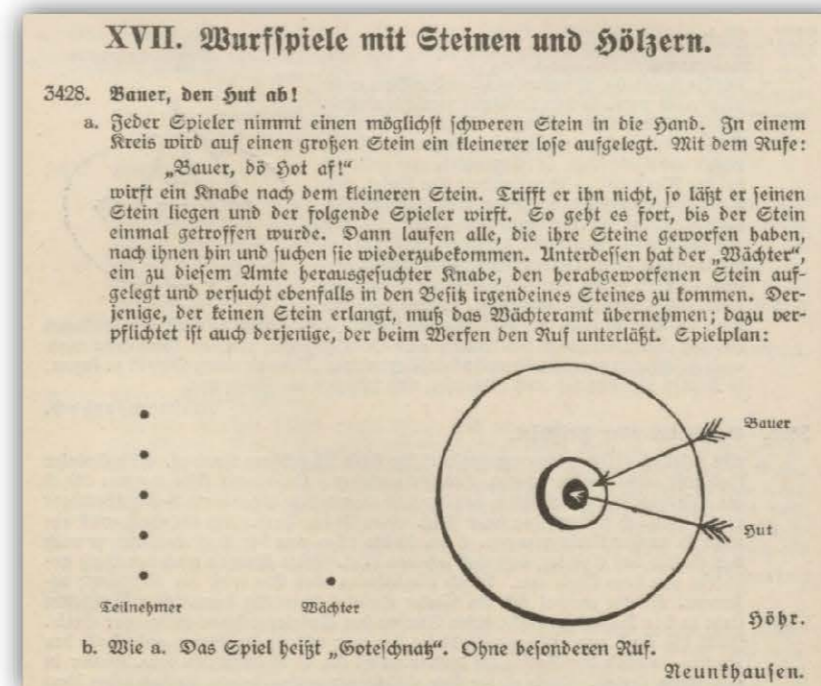 XVII. Wurfspiele mit Steinen und Hölzern.
3428. Bauer, den Hut ab!
a. Jeder Spieler nimmt einen möglichst schweren Stein in die Hand. In einem
Kreis wird auf einen großen Stein ein kleinerer lose aufgelegt. Mit dem Rufe:
„Bauer, dō Hot af!“
wirft ein Knabe nach dem kleineren Stein. Trifft er ihn nicht, so läßt er seinen
Stein liegen und der folgende Spieler wirft. So geht es fort, bis der Stein
einmal getroffen wurde. Dann laufen alle, die ihre Steine geworfen haben,
nach ihnen hin und suchen sie wiederzubekommen. Unterdessen hat der „Wächter“,
ein zu diesem Amte herausgesuchter Knabe, den herabgeworfenen Stein auf-
gelegt und versucht ebenfalls in den Besitz irgendeines Steines zu kommen. Der-
jenige, der keinen Stein erlangt, muß das Wächteramt übernehmen; dazu ver-
pflichtet ist auch derjenige, der beim Werfen den Ruf unterläßt. Spielplan:
Bauer
Hut
Teilnehmer
Wächter
Höhr.
b. Wie a. Das Spiel heißt „Goteschnatz“. Ohne besonderen Ruf.
Neunkhausen.